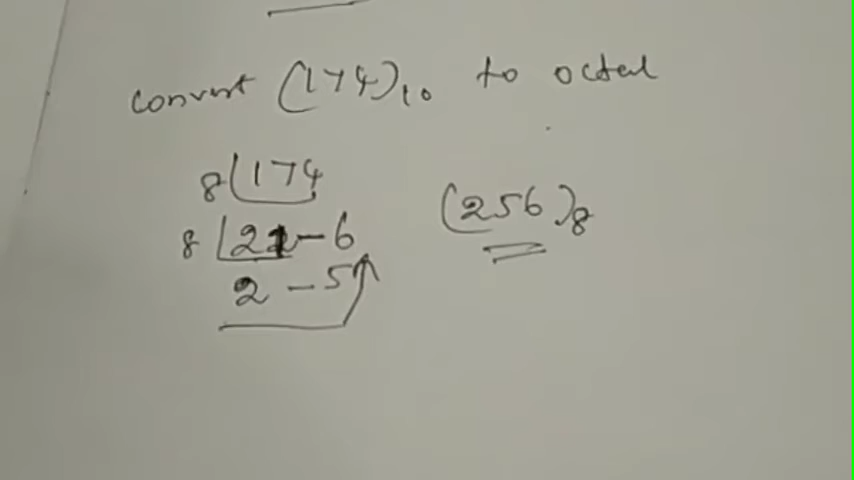 convert (174)10 to octal
8 174
8 21 - 6
2 - 5
(256)8